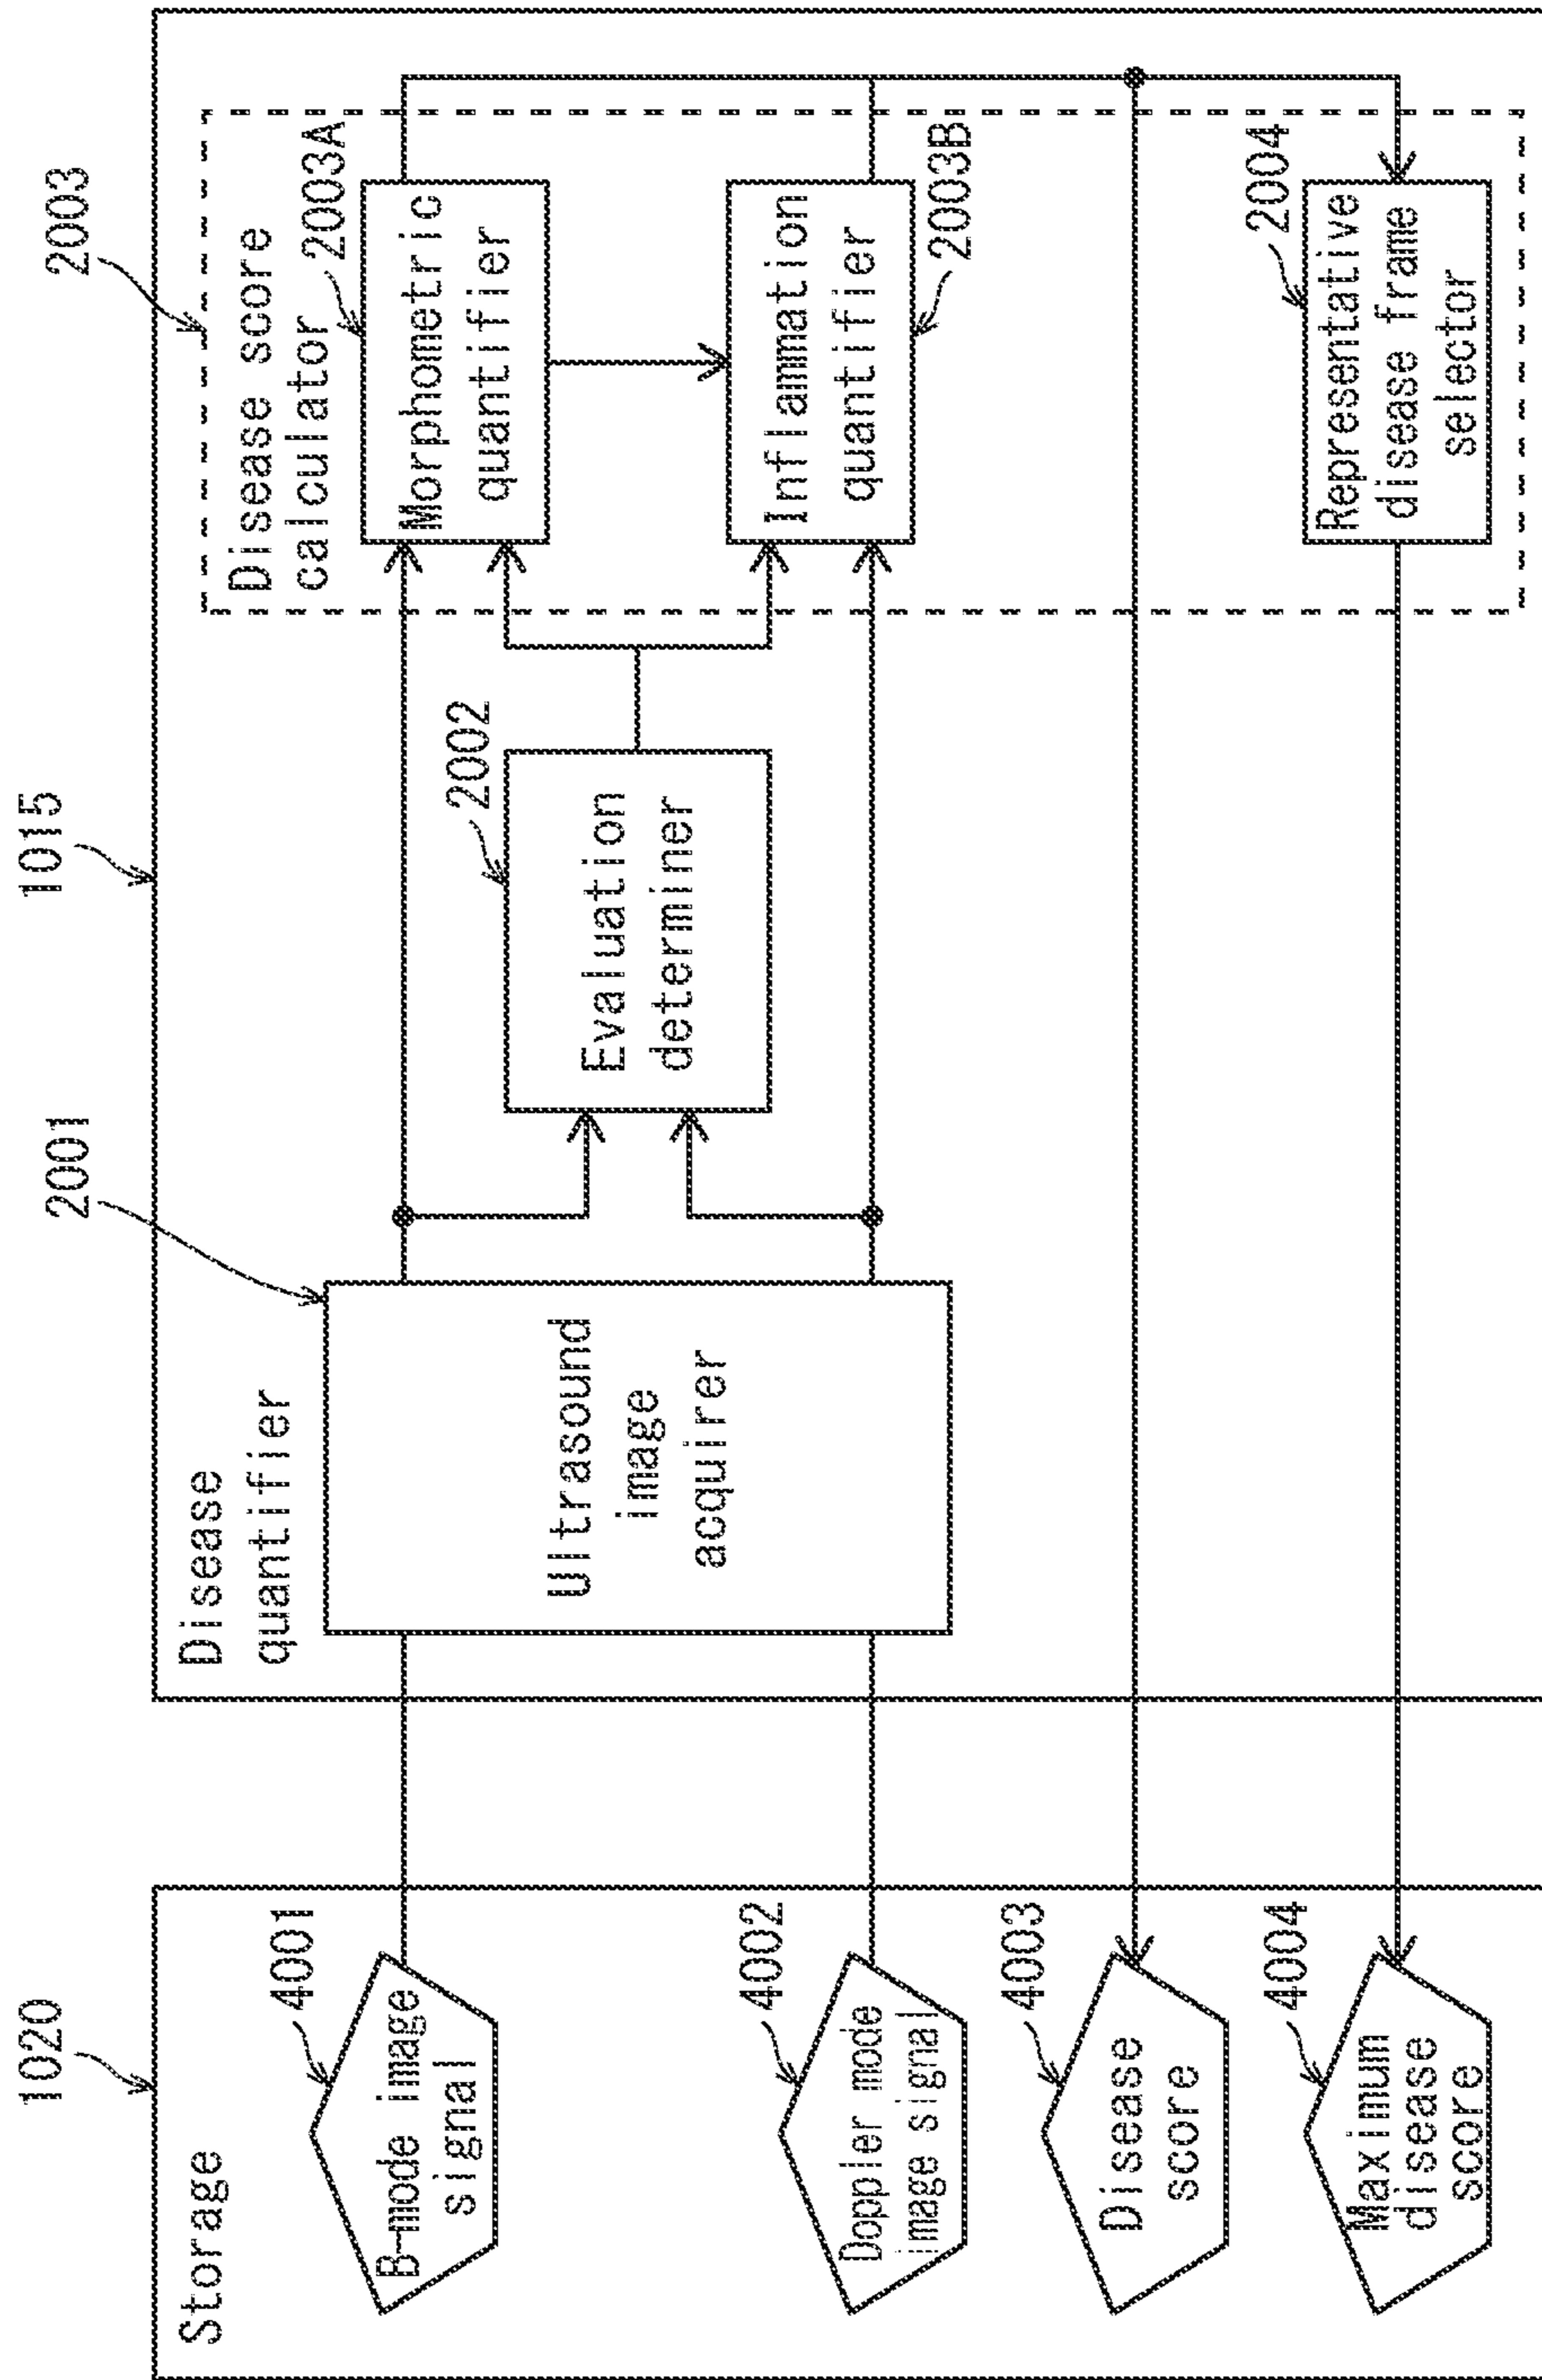 1020
Storage
4001
B-mode image
signal
4002
Doppler mode
image signal
4003
Disease
score
4004
Maximum
disease
score
1015
Disease
quantifier
2001
Ultrasound
image
acquirer
2002
Evaluation
determiner
2003
Disease score
calculator
2003A
Morphometric
quantifier
Inflammation
quantifier
2003B
2004
Representative
disease frame
selector